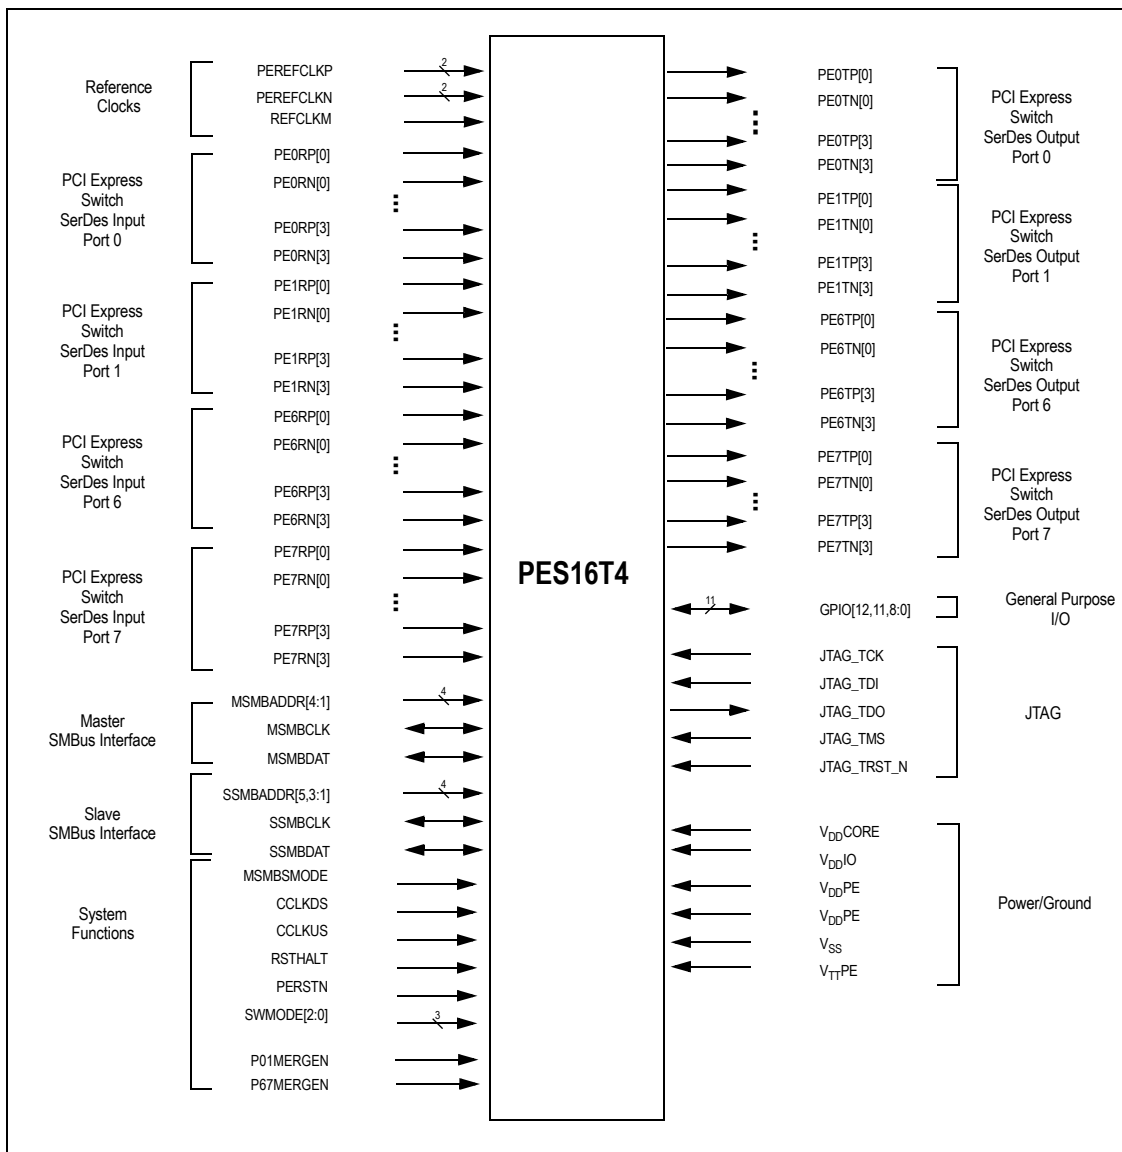 Reference
Clocks
PEREFCLKP
2
PEREFCLKN
2
REFCLKM
PCI Express
Switch
SerDes Input
Port 0
PE0RP[0]
PE0RN[0]
PE0RP[3]
PE0RN[3]
PCI Express
Switch
SerDes Input
Port 1
PE1RP[0]
PE1RN[0]
PE1RP[3]
PE1RN[3]
PCI Express
Switch
SerDes Input
Port 6
PE6RP[0]
PE6RN[0]
PE6RP[3]
PE6RN[3]
PCI Express
Switch
SerDes Input
Port 7
PE7RP[0]
PE7RN[0]
PE7RP[3]
PE7RN[3]
Master
SMBus Interface
MSMBADDR[4:1]
4
MSMBCLK
MSMBDAT
Slave
SMBus Interface
SSMBADDR[5,3:1]
4
SSMBCLK
SSMBDAT
System
Functions
MSMBSMODE
CCLKDS
CCLKUS
RSTHALT
PERSTN
SWMODE[2:0]
3
P01MERGEN
P67MERGEN
PES16T4
PE0TP[0]
PE0TN[0]
PE0TP[3]
PE0TN[3]
PCI Express
Switch
SerDes Output
Port 0
PE1TP[0]
PE1TN[0]
PE1TP[3]
PE1TN[3]
PCI Express
Switch
SerDes Output
Port 1
PE6TP[0]
PE6TN[0]
PE6TP[3]
PE6TN[3]
PCI Express
Switch
SerDes Output
Port 6
PE7TP[0]
PE7TN[0]
PE7TP[3]
PE7TN[3]
PCI Express
Switch
SerDes Output
Port 7
11
GPIO[12,11,8:0]
General Purpose
I/O
JTAG_TCK
JTAG_TDI
JTAG_TDO
JTAG_TMS
JTAG_TRST_N
JTAG
VDDCORE
VDDIO
VDDPE
VDDPE
VSS
VTTPE
Power/Ground